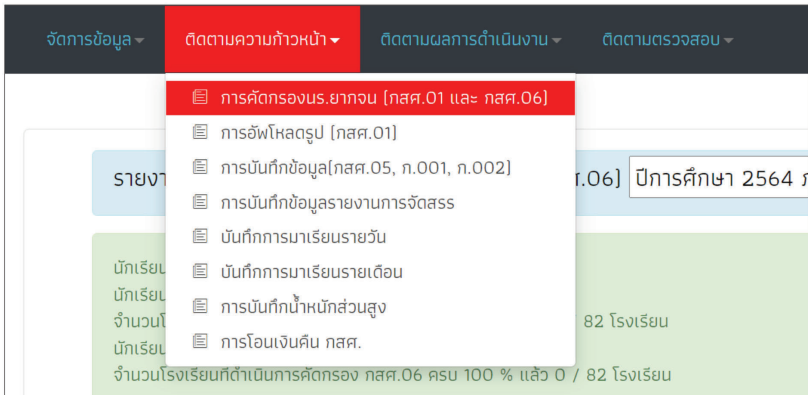 จัดการข้อมูล ติดตามความก้าวหน้า ติดตามผลการดำเนินงาน ติดตามตรวจสอบ
การคัดกรองนร.ยากจน (กสศ.01 และ กสศ.06)
การอัพโหลดรูป (กสศ.01)
การบันทึกข้อมูล(กสศ.05, ก.001, ก.002)
รายงา .06) ปีการศึกษา 2564
การบันทึกข้อมูลรายงานการจัดสรร
บันทึกการมาเรียนรายวัน
นักเรียน
บันทึกการมาเรียนรายเดือน
นักเรียน
การบันทึกน้ำหนักส่วนสูง
จำนวนโ 82 โรงเรียน
การโอนเงินคืน กสศ.
นักเรียน
จำนวนโรงเรียนที่ดำเนินการคัดกรอง กสศ.06 ครบ 100 % แล้ว 0 / 82 โรงเรียน